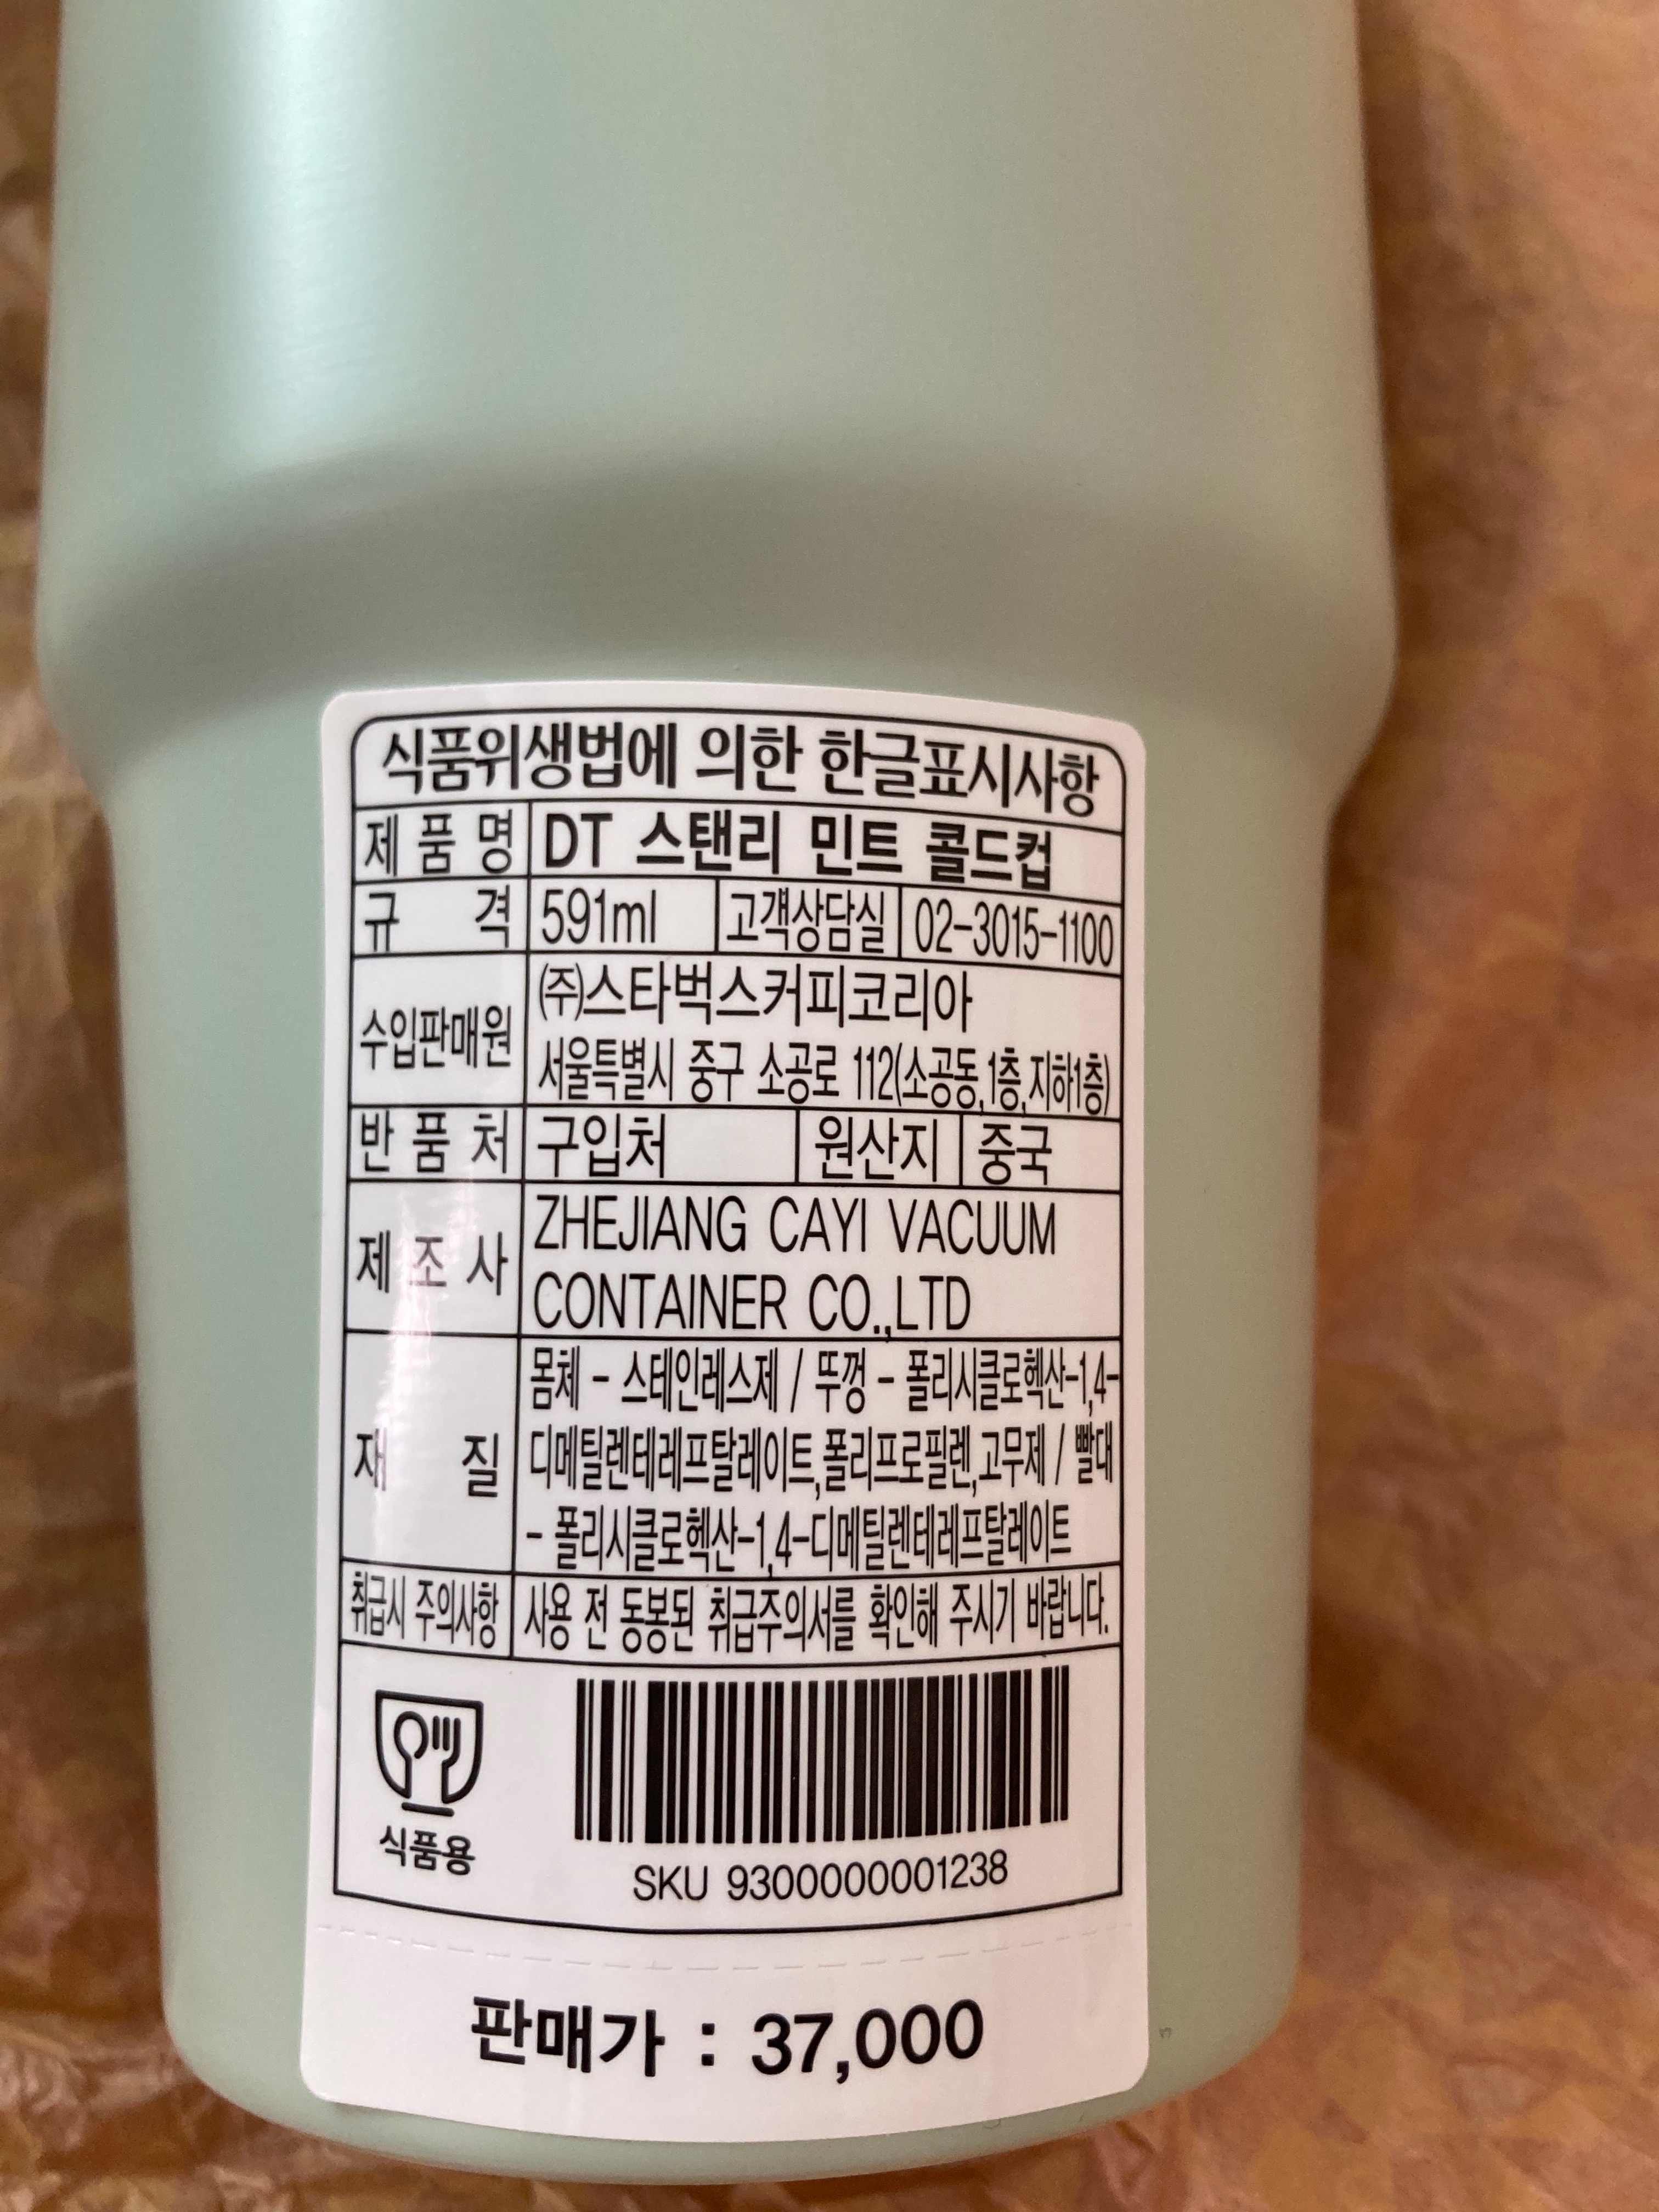 식품위생법에 의한 한글표시사항
제품명 DT 스탠리 민트 콜드컵
규격 591ml 고객상담실 02-3015-1100
수입판매원 ㈜스타벅스커피코리아
서울특별시 중구 소공로 112(소공동,1층,지하1층)
반품처 구입처 원산지 중국
제조사 ZHEJIANG CAYI VACUUM
CONTAINER CO.,LTD
재질 몸체 - 스테인레스제 / 뚜껑 - 폴리시클로헥산-1,4-
디메틸렌테레프탈레이트,폴리프로필렌,고무제 / 빨대
- 폴리시클로헥산-1,4-디메틸렌테레프탈레이트
취급시 주의사항 사용 전 동봉된 취급주의서를 확인해 주시기 바랍니다.
식품용
SKU 9300000001238
판매가 : 37,000